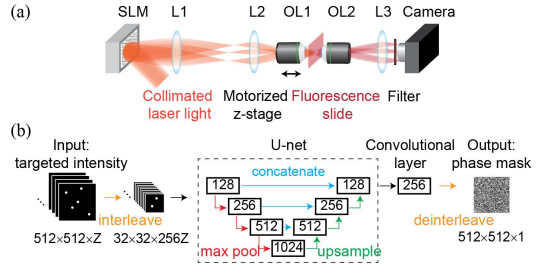 (a)
SLM L1 L2 OL1 OL2 L3 Camera
Collimated
laser light
Motorized
z-stage
Fluorescence
slide
Filter
(b)
Input:
targeted intensity
U-net
Convolutional
layer
Output:
phase mask
concatenate
128 128 256
256 256
512 512
1024
interleave
deinterleave
max pool upsample
512×512×Z 32×32×256Z
512×512×1